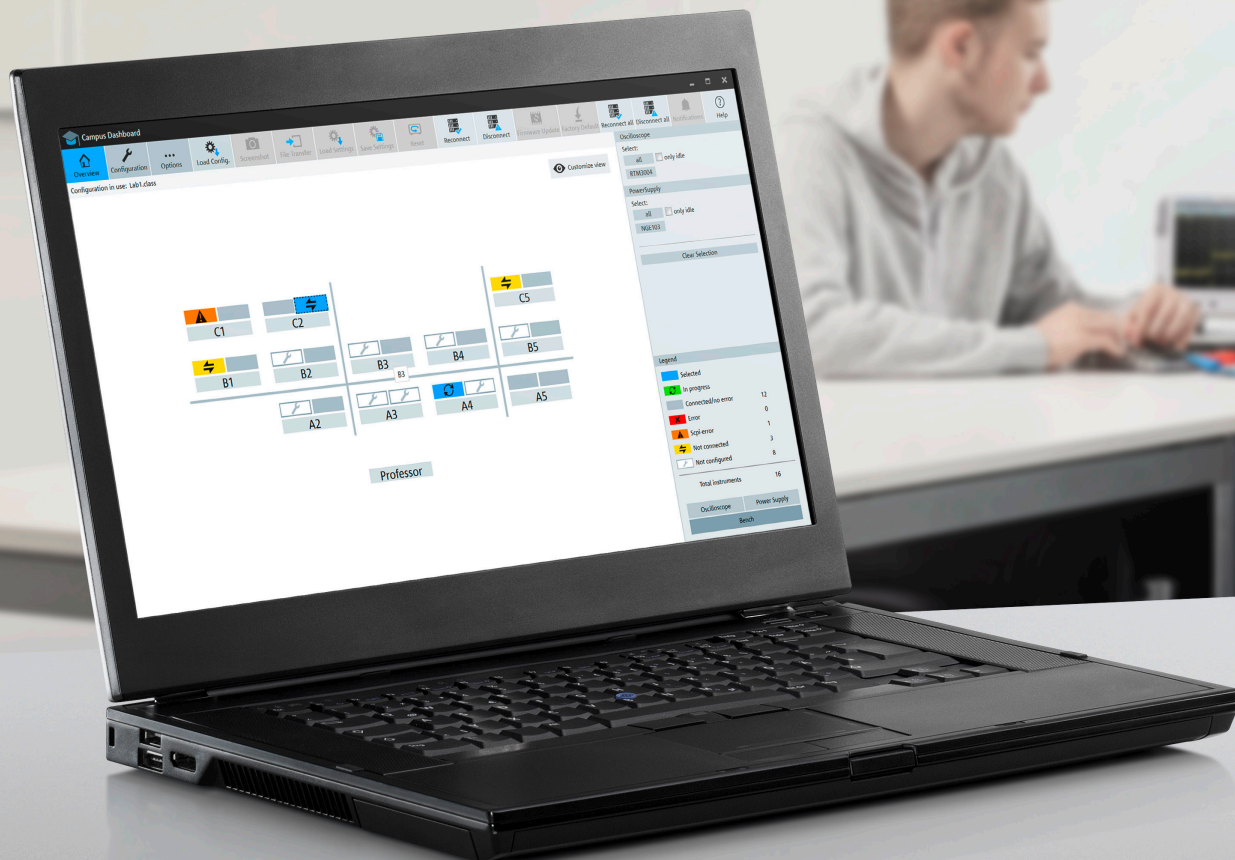 Campus Dashboard
Overview
Configuration
Options
Load Config.
Screenshot
File Transfer
Load Settings
Save Settings
Reset
Reconnect
Disconnect
Firmware Update
Factory Default
Reconnect all
Disconnect all
Notifications
Help
Configuration in use: Lab1.class
Customize view
Oscilloscope
Select:
all only idle
RTM3004
PowerSupply
Select:
all only idle
NGE103
Clear Selection
C1
C2
C5
B1
B2
B3
B3
B4
B5
A2
A3
A4
A5
Professor
Legend
Selected
In progress
Connected/no error 12
Error 0
Scpi-error 1
Not connected 3
Not configured 8
Total instruments 16
Oscilloscope Power Supply
Bench